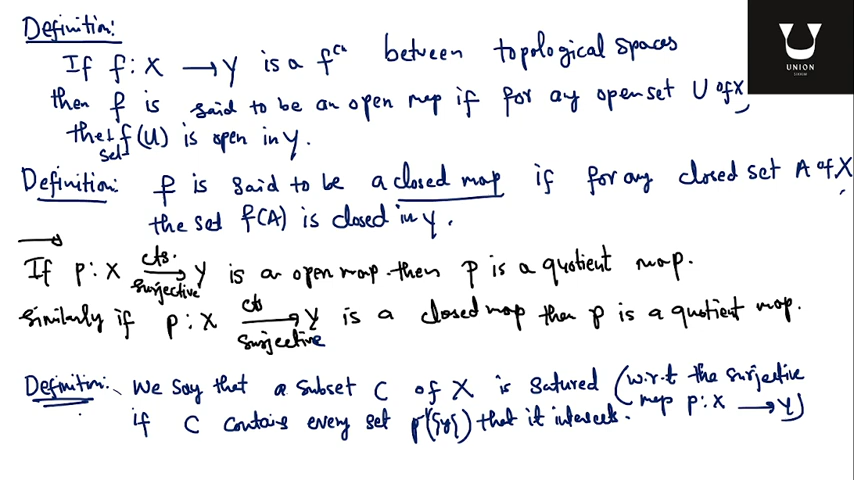 Definition:
If f: X → Y is a fcn between topological spaces
then f is said to be an open map if for any open set U of X,
the set f(U) is open in Y.
Definition: f is said to be a closed map if for any closed set A of X
the set f(A) is closed in Y.
If p: X cts. → surjective Y is a open map then p is a quotient map.
Similarly if p: X cts → surjective Y is a closed map then p is a quotient map.
Definition: We say that a subset C of X is satured (w.r.t the surjective map p: X → Y)
if C contains every set p⁻¹({y}) that it intersects.
UNION